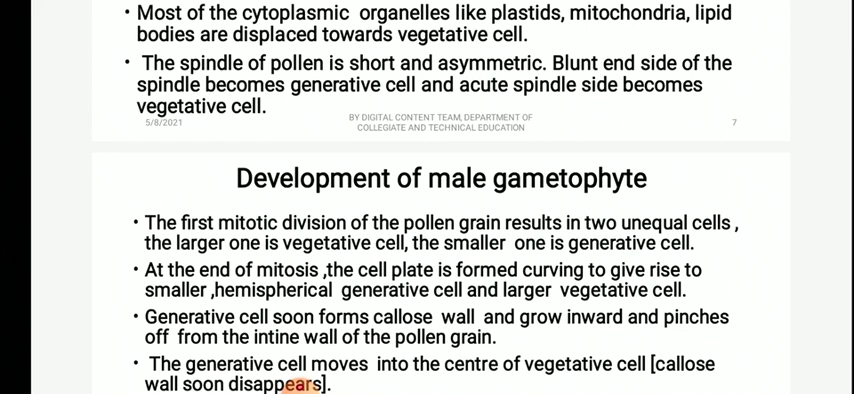 • Most of the cytoplasmic organelles like plastids, mitochondria, lipid
bodies are displaced towards vegetative cell.
• The spindle of pollen is short and asymmetric. Blunt end side of the
spindle becomes generative cell and acute spindle side becomes
vegetative cell.
5/8/2021
BY DIGITAL CONTENT TEAM, DEPARTMENT OF
COLLEGIATE AND TECHNICAL EDUCATION
7
Development of male gametophyte
• The first mitotic division of the pollen grain results in two unequal cells ,
the larger one is vegetative cell, the smaller one is generative cell.
• At the end of mitosis ,the cell plate is formed curving to give rise to
smaller ,hemispherical generative cell and larger vegetative cell.
• Generative cell soon forms callose wall and grow inward and pinches
off from the intine wall of the pollen grain.
• The generative cell moves into the centre of vegetative cell [callose
wall soon disappears].